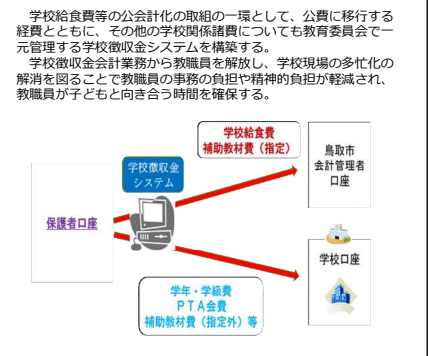 学校給食費等の公会計化の取組の一環として、公費に移行する
経費とともに、その他の学校関係諸費についても教育委員会で一
元管理する学校徴収金システムを構築する。
学校徴収金会計業務から教職員を解放し、学校現場の多忙化の
解消を図ることで教職員の事務の負担や精神的負担が軽減され、
教職員が子どもと向き合う時間を確保する。
学校給食費
補助教材費(指定)
鳥取市
会計管理者
口座
学校徴収金
システム
保護者口座
学校口座
学年・学級費
PTA会費
補助教材費(指定外)等